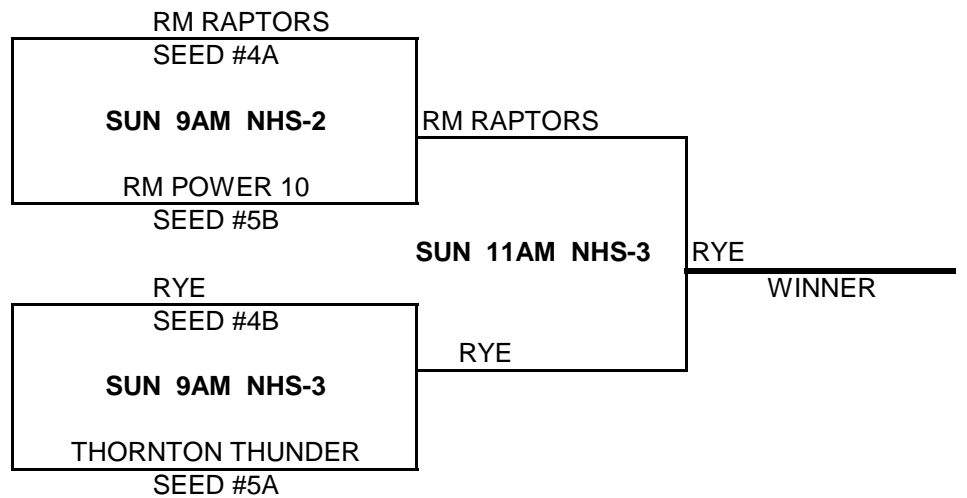 RM RAPTORS
SEED #4A
SUN 9AM NHS-2
RM RAPTORS
RM POWER 10
SEED #5B
SUN 11AM NHS-3
RYE
WINNER
RYE
SEED #4B
RYE
SUN 9AM NHS-3
THORNTON THUNDER
SEED #5A